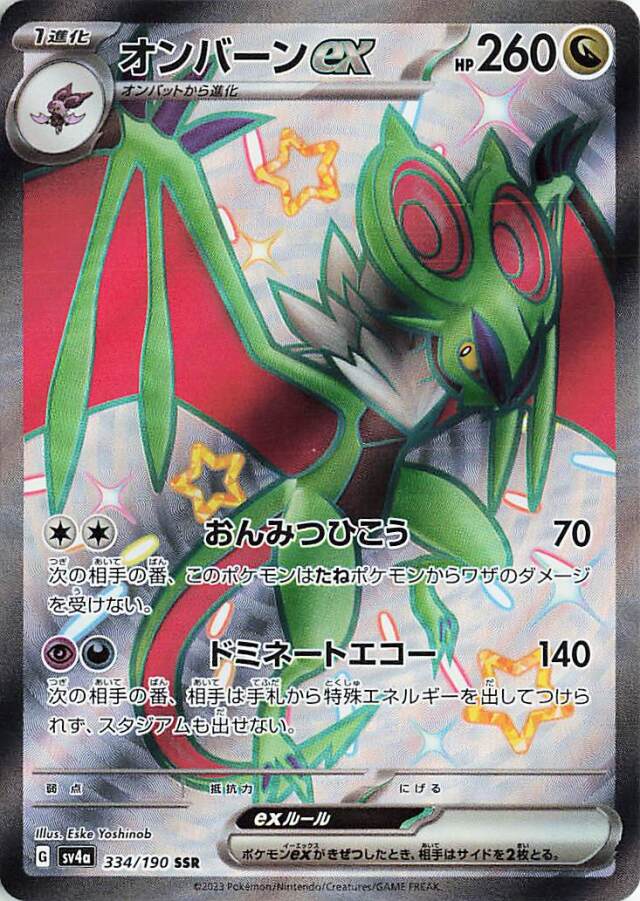 1進化
オンバーンex
HP260
オンバットから進化
おんみつひこう 70
次の相手の番、このポケモンはたねポケモンからワザのダメージ
を受けない。
ドミネートエコー 140
次の相手の番、相手は手札から特殊エネルギーを出してつけら
れず、スタジアムも出せない。
弱点 抵抗力 にげる
exルール
ポケモンexがきぜつしたとき、相手はサイドを2枚とる。
Illus. Eske Yoshinob
G sv4a 334/190 SSR
©2023 Pokémon/Nintendo/Creatures/GAME FREAK.